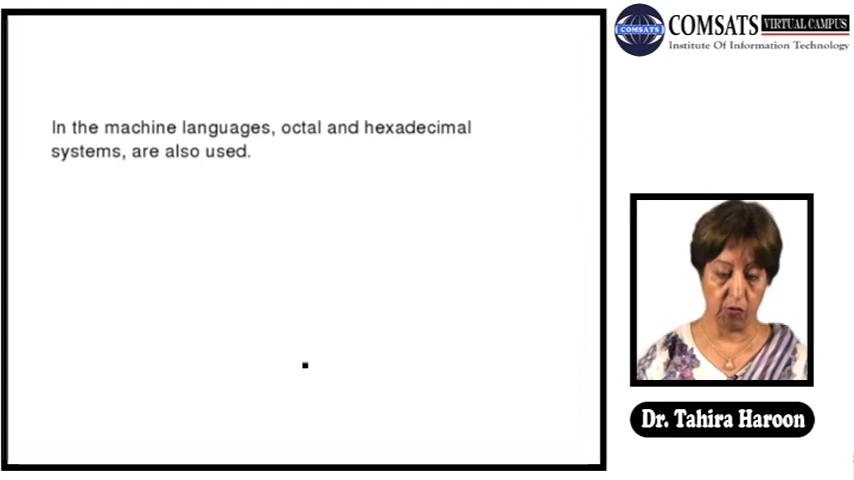 In the machine languages, octal and hexadecimal
systems, are also used.
COMSATS
COMSATS VIRTUAL CAMPUS
Institute Of Information Technology
Dr. Tahira Haroon